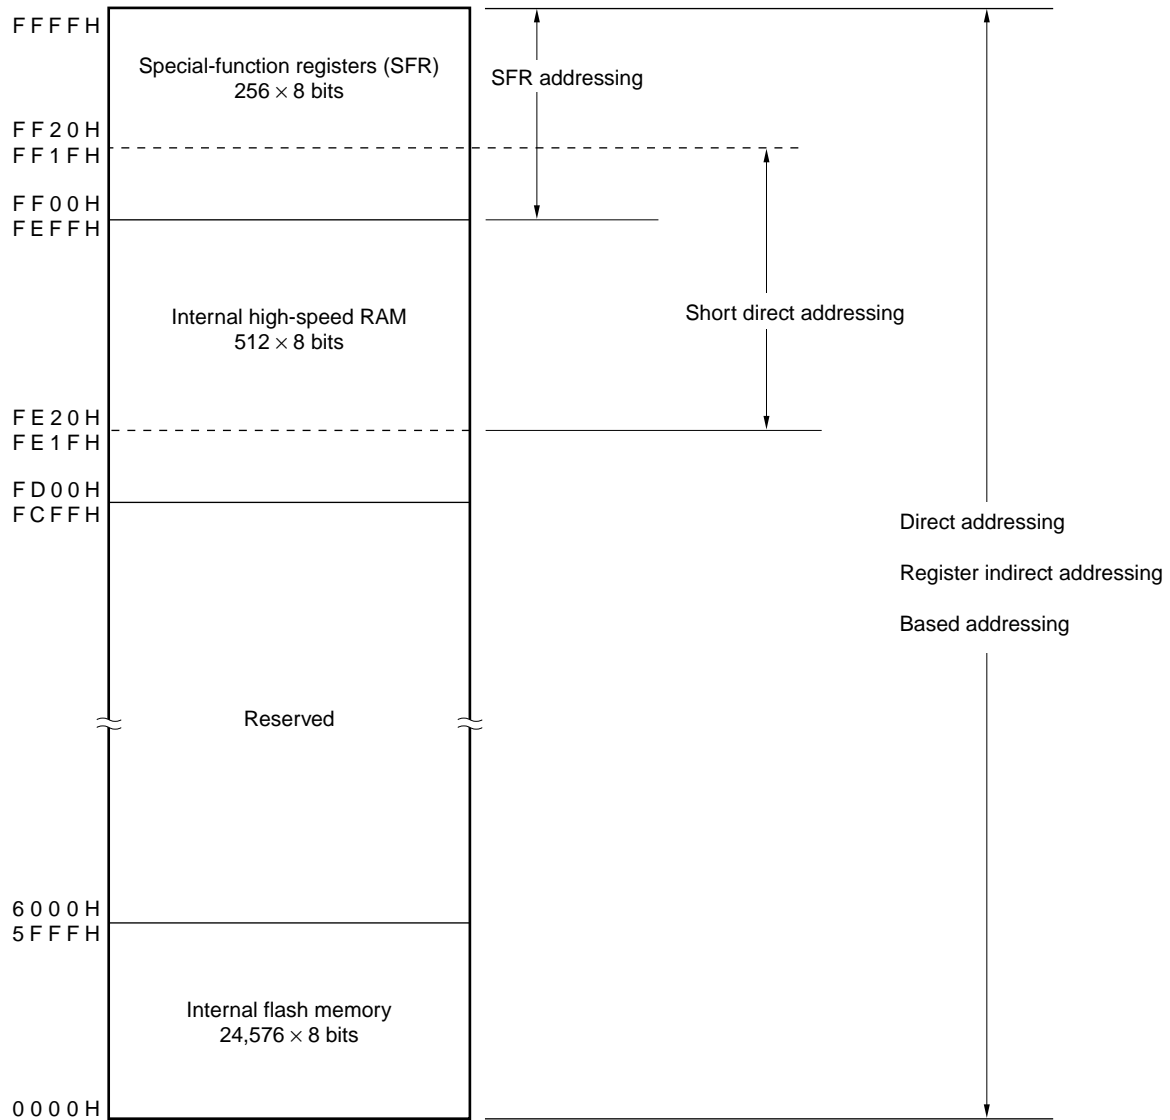 FFFFH
Special-function registers (SFR)
256 × 8 bits
SFR addressing
FF20H
FF1FH
FF00H
FEFFH
Internal high-speed RAM
512 × 8 bits
Short direct addressing
FE20H
FE1FH
FD00H
FCFFH
Direct addressing
Register indirect addressing
Based addressing
Reserved
6000H
5FFFH
Internal flash memory
24,576 × 8 bits
0000H